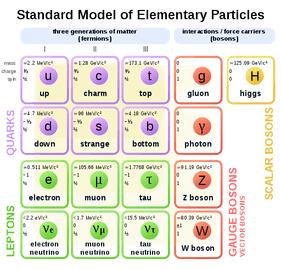 Standard Model of Elementary Particles
three generations of matter
(fermions)
interactions / force carriers
(bosons)
I II III
mass ≈2.2 MeV/c² ≈1.28 GeV/c² ≈173.1 GeV/c² 0 ≈125.09 GeV/c²
charge ⅔ ⅔ ⅔ 0 0
spin ½ ½ ½ 1 0
u c t g H
up charm top gluon higgs
≈4.7 MeV/c² ≈96 MeV/c² ≈4.18 GeV/c² 0
−⅓ −⅓ −⅓ 0
½ ½ ½ 1
d s b γ
down strange bottom photon
≈0.511 MeV/c² ≈105.66 MeV/c² ≈1.7768 GeV/c² ≈91.19 GeV/c²
−1 −1 −1 0
½ ½ ½ 1
e μ τ Z
electron muon tau Z boson
<2.2 eV/c² <1.7 MeV/c² <15.5 MeV/c² ≈80.39 GeV/c²
0 0 0 ±1
½ ½ ½ 1
νe νμ ντ W
electron
neutrino
muon
neutrino
tau
neutrino
W boson
QUARKS
LEPTONS
GAUGE BOSONS
VECTOR BOSONS
SCALAR BOSONS